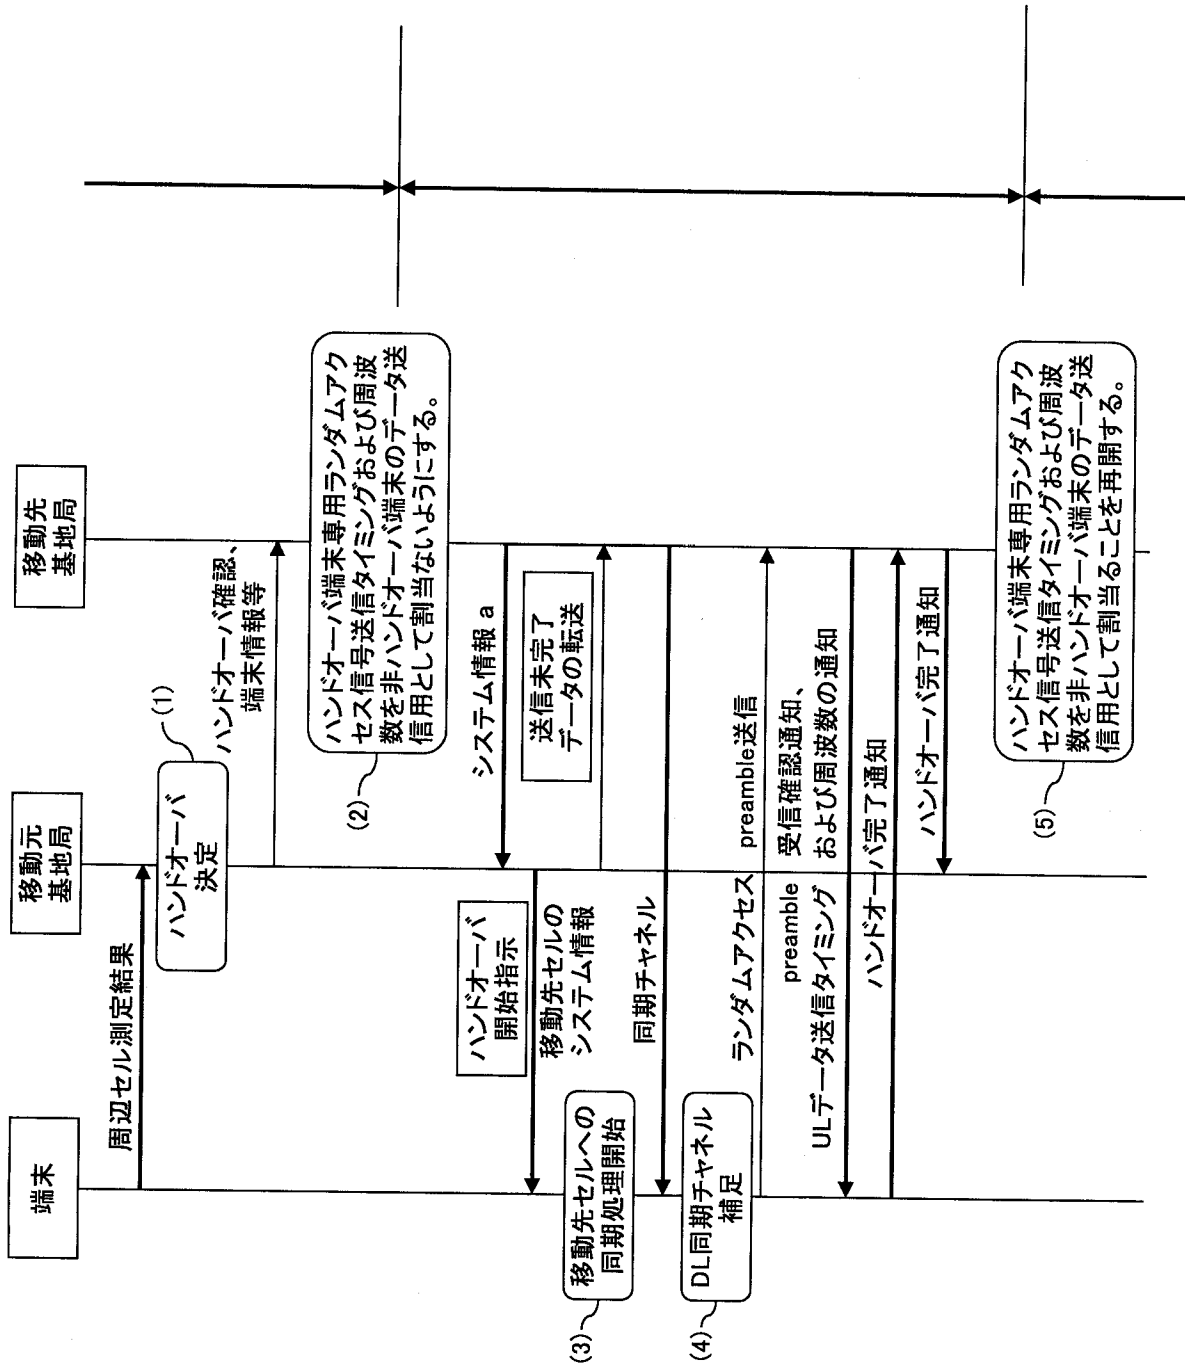 端末
移動元
基地局
移動先
基地局
周辺セル測定結果
(1)
ハンドオーバ
決定
ハンドオーバ確認、
端末情報等
(2)
ハンドオーバ端末専用ランダムアク
セス信号送信タイミングおよび周波
数を非ハンドオーバ端末のデータ送
信用として割当ないようにする。
システム情報 a
ハンドオーバ
開始指示
移動先セルの
システム情報
送信未完了
データの転送
(3)
移動先セルへの
同期処理開始
同期チャネル
(4)
DL同期チャネル
補足
ランダムアクセス preamble送信
preamble 受信確認通知、
ULデータ送信タイミング および周波数の通知
ハンドオーバ完了通知
ハンドオーバ完了通知
(5)
ハンドオーバ端末専用ランダムアク
セス信号送信タイミングおよび周波
数を非ハンドオーバ端末のデータ送
信用として割当ることを再開する。